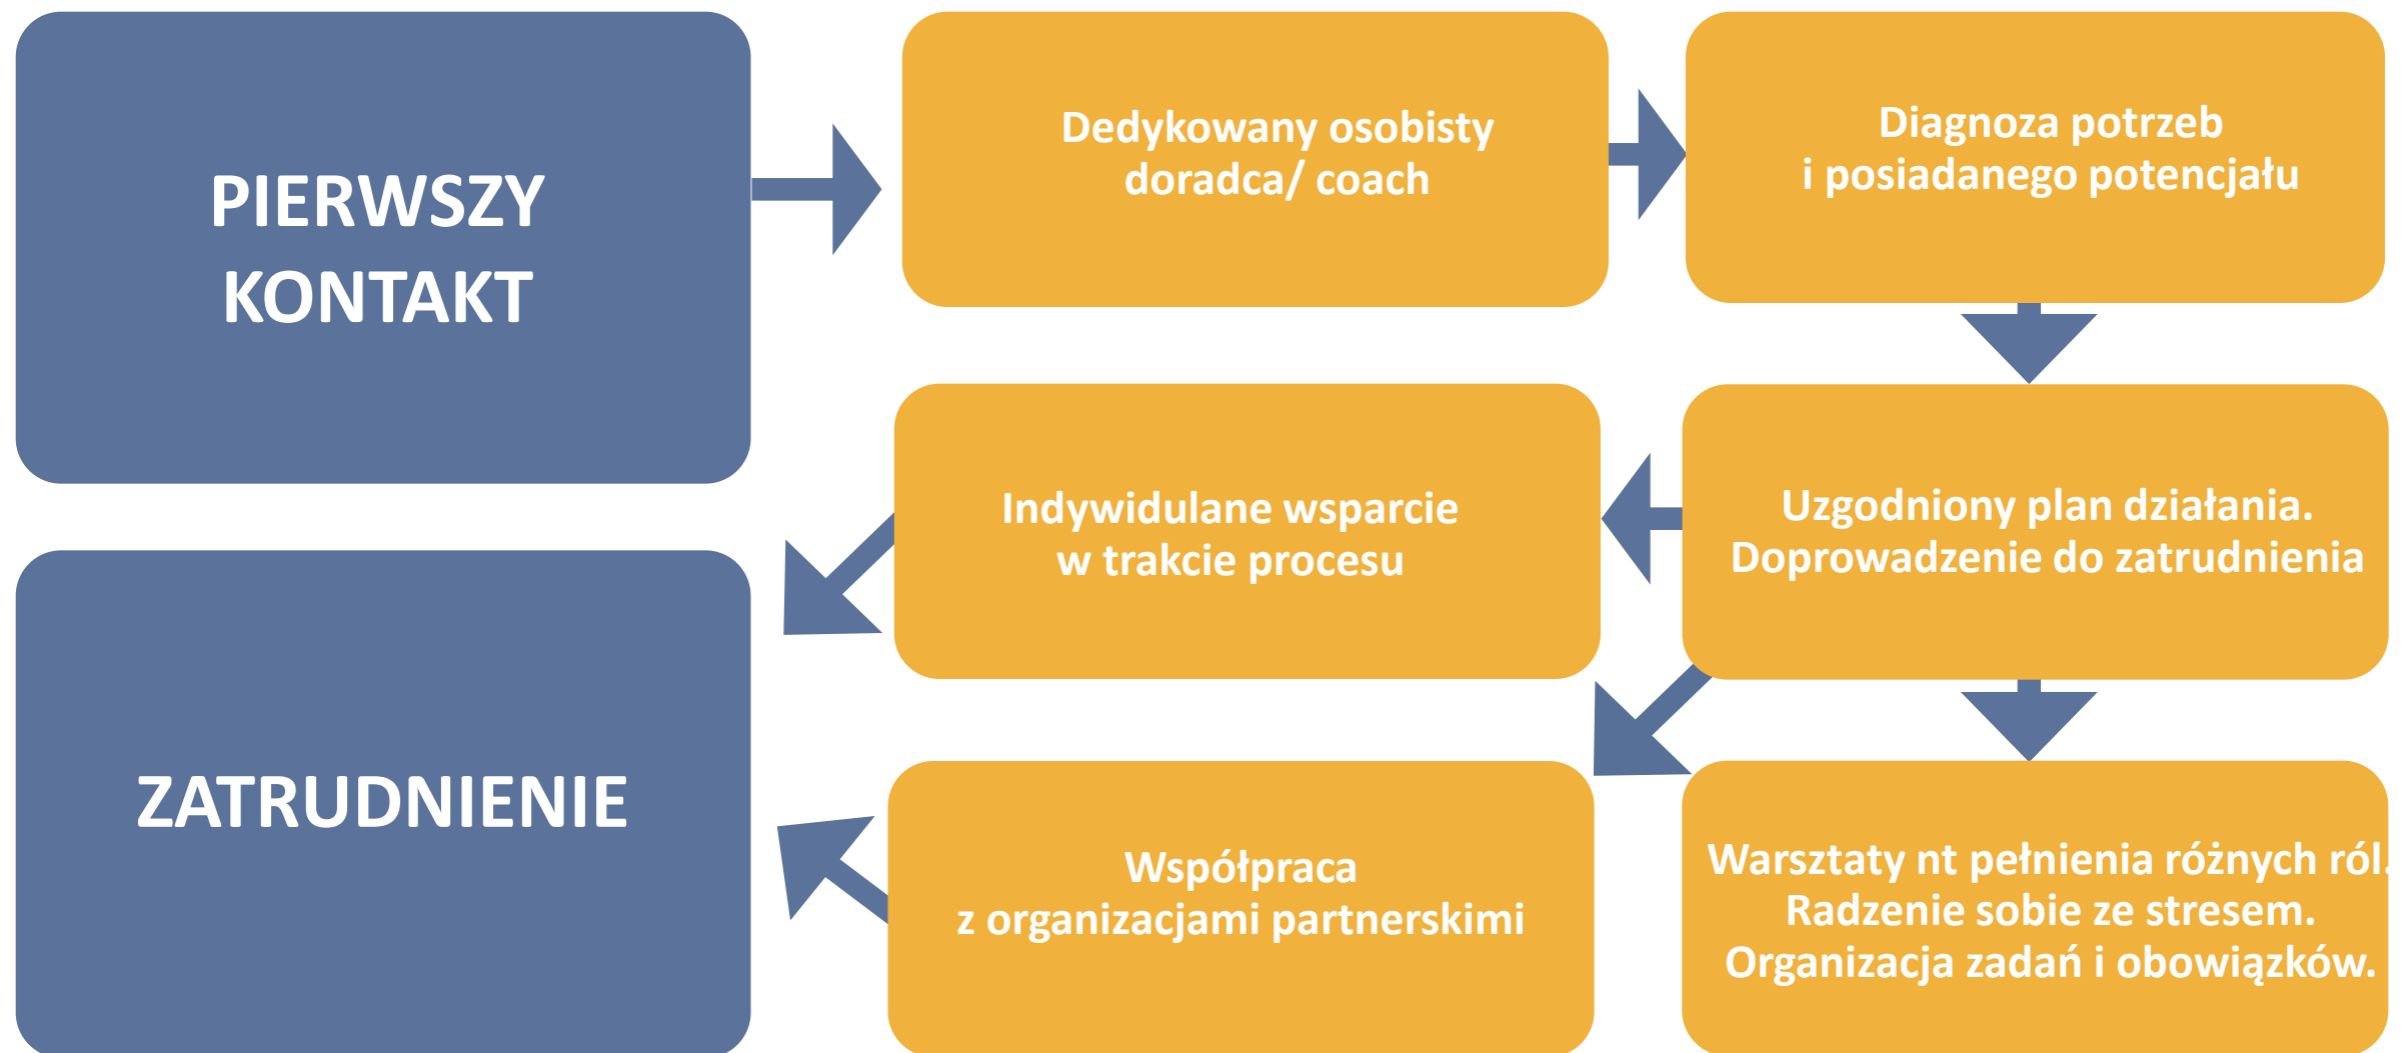 PIERWSZY
KONTAKT
Dedykowany osobisty
doradca/ coach
Diagnoza potrzeb
i posiadanego potencjału
Uzgodniony plan działania.
Doprowadzenie do zatrudnienia
Indywidulane wsparcie
w trakcie procesu
Warsztaty nt pełnienia różnych ról.
Radzenie sobie ze stresem.
Organizacja zadań i obowiązków.
Współpraca
z organizacjami partnerskimi
ZATRUDNIENIE